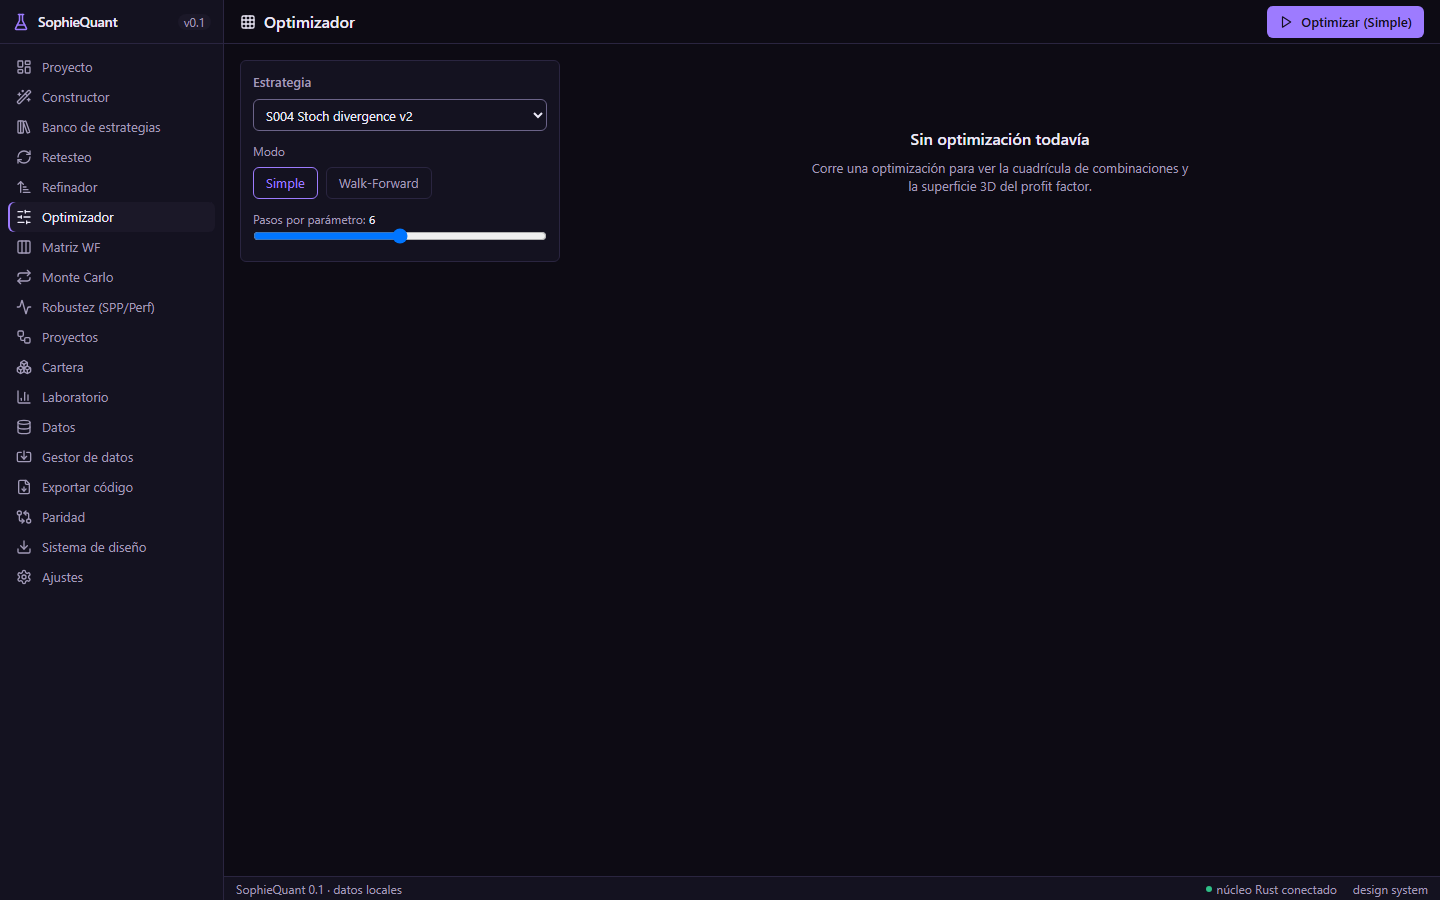 SophieQuant v0.1
Proyecto
Constructor
Banco de estrategias
Retesteo
Refinador
Optimizador
Matriz WF
Monte Carlo
Robustez (SPP/Perf)
Proyectos
Cartera
Laboratorio
Datos
Gestor de datos
Exportar código
Paridad
Sistema de diseño
Ajustes
Optimizador
Optimizar (Simple)
Estrategia
S004 Stoch divergence v2
Modo
Simple
Walk-Forward
Pasos por parámetro: 6
Sin optimización todavía
Corre una optimización para ver la cuadrícula de combinaciones y
la superficie 3D del profit factor.
SophieQuant 0.1 · datos locales
núcleo Rust conectado
design system